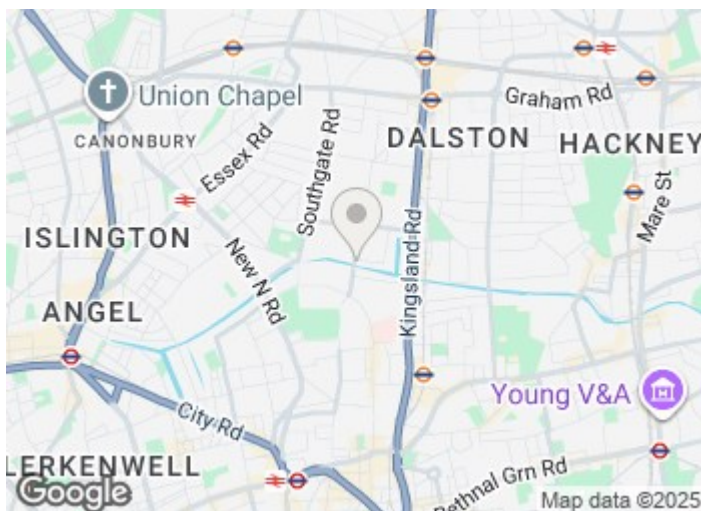 Union Chapel
CANONBURY
Essex Rd
Southgate Rd
DALSTON
Graham Rd
HACKNEY
Mare St
ISLINGTON
New N Rd
Kingsland Rd
ANGEL
City Rd
Young V&A
LERKENWELL
Bethnal Grn Rd
Google
Map data ©2025